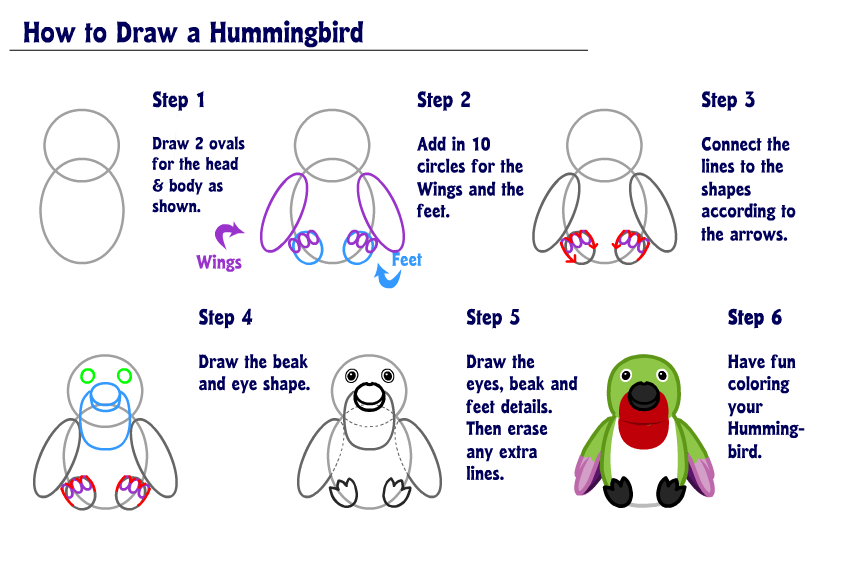 How to Draw a Hummingbird
Step 1
Draw 2 ovals
for the head
& body as
shown.
Step 2
Add in 10
circles for the
Wings and the
feet.
Wings
Feet
Step 3
Connect the
lines to the
shapes
according to
the arrows.
Step 4
Draw the beak
and eye shape.
Step 5
Draw the
eyes, beak and
feet details.
Then erase
any extra
lines.
Step 6
Have fun
coloring
your
Humming-
bird.